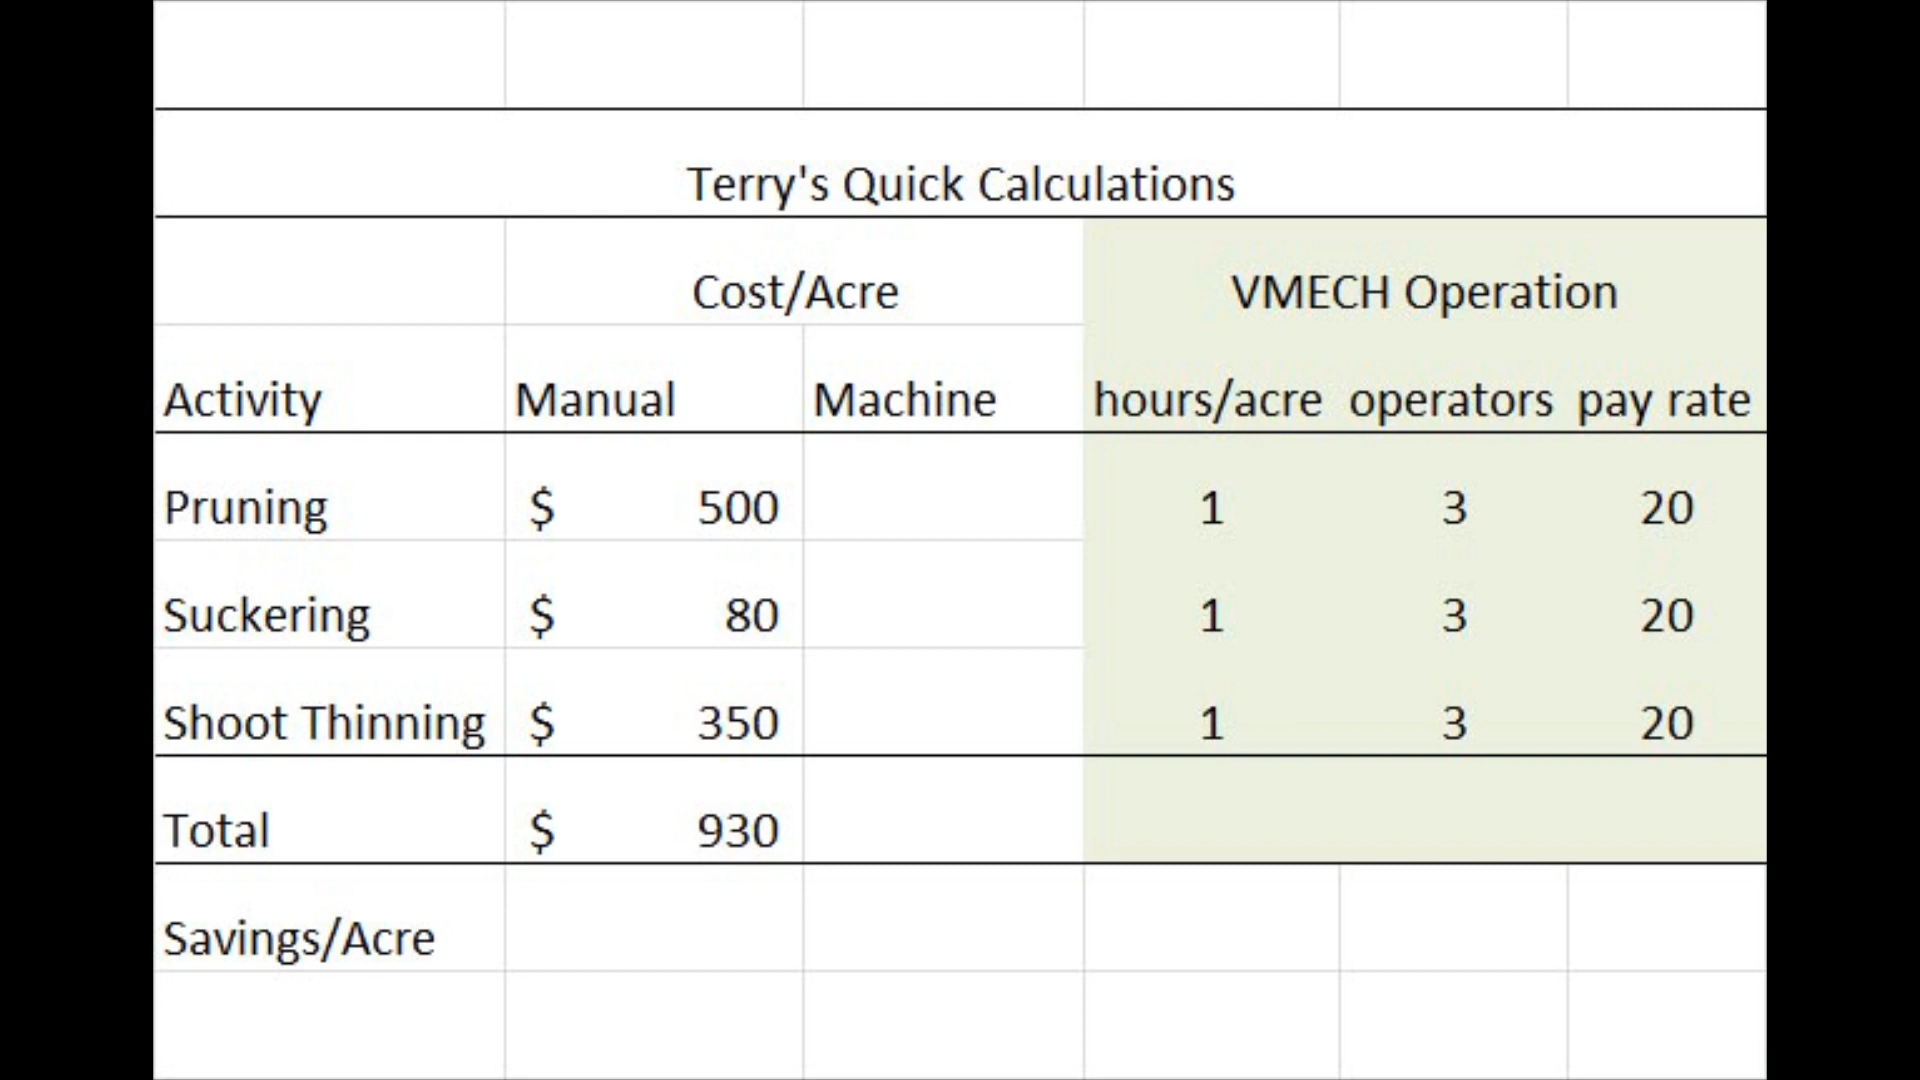 Terry's Quick Calculations
Cost/Acre VMECH Operation
Activity Manual Machine hours/acre operators pay rate
Pruning $ 500 1 3 20
Suckering $ 80 1 3 20
Shoot Thinning $ 350 1 3 20
Total $ 930
Savings/Acre